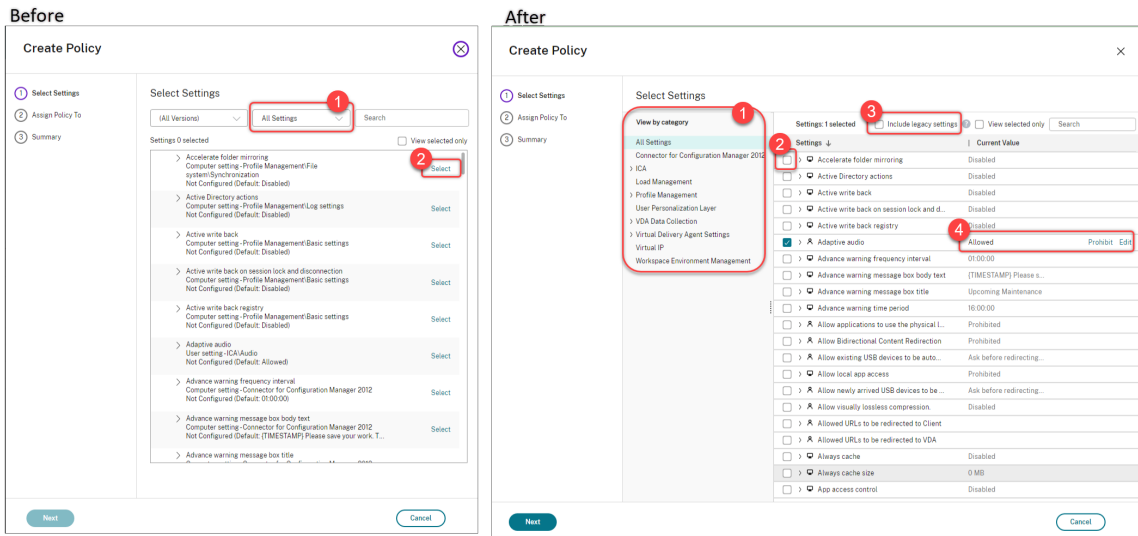 Before
Create Policy
1 Select Settings
2 Assign Policy To
3 Summary
Select Settings
1
(All Versions) All Settings Search
Settings 0 selected View selected only
2
Accelerate folder mirroring
Computer setting - Profile Management\File
system\Synchronization
Not Configured (Default: Disabled)
Select
Active Directory actions
Computer setting - Profile Management\Log settings
Not Configured (Default: Disabled)
Select
Active write back
Computer setting - Profile Management\Basic settings
Not Configured (Default: Disabled)
Select
Active write back on session lock and disconnection
Computer setting - Profile Management\Basic settings
Not Configured (Default: Disabled)
Select
Active write back registry
Computer setting - Profile Management\Basic settings
Not Configured (Default: Disabled)
Select
Adaptive audio
User setting - ICA\Audio
Not Configured (Default: Allowed)
Select
Advance warning frequency interval
Computer setting - Connector for Configuration Manager 2012
Not Configured (Default: 01:00:00)
Select
Advance warning message box body text
Computer setting - Connector for Configuration Manager 2012
Not Configured (Default: {TIMESTAMP} Please save your work. T...
Select
Advance warning message box title
Next Cancel
After
Create Policy
1 Select Settings
2 Assign Policy To
3 Summary
Select Settings
1
View by category
All Settings
Connector for Configuration Manager 2012
ICA
Load Management
Profile Management
User Personalization Layer
VDA Data Collection
Virtual Delivery Agent Settings
Virtual IP
Workspace Environment Management
3
Settings: 1 selected Include legacy settings View selected only Search
2
Settings Current Value
Accelerate folder mirroring Disabled
Active Directory actions Disabled
Active write back Disabled
Active write back on session lock and d... Disabled
Active write back registry Disabled
4
Adaptive audio Allowed Prohibit Edit
Advance warning frequency interval 01:00:00
Advance warning message box body text {TIMESTAMP} Please s...
Advance warning message box title Upcoming Maintenance
Advance warning time period 16:00:00
Allow applications to use the physical l... Prohibited
Allow Bidirectional Content Redirection Prohibited
Allow existing USB devices to be auto... Ask before redirecting...
Allow local app access Prohibited
Allow newly arrived USB devices to be ... Ask before redirecting...
Allow visually lossless compression. Disabled
Allowed URLs to be redirected to Client
Allowed URLs to be redirected to VDA
Always cache Disabled
Always cache size 0 MB
App access control Disabled
Next Cancel